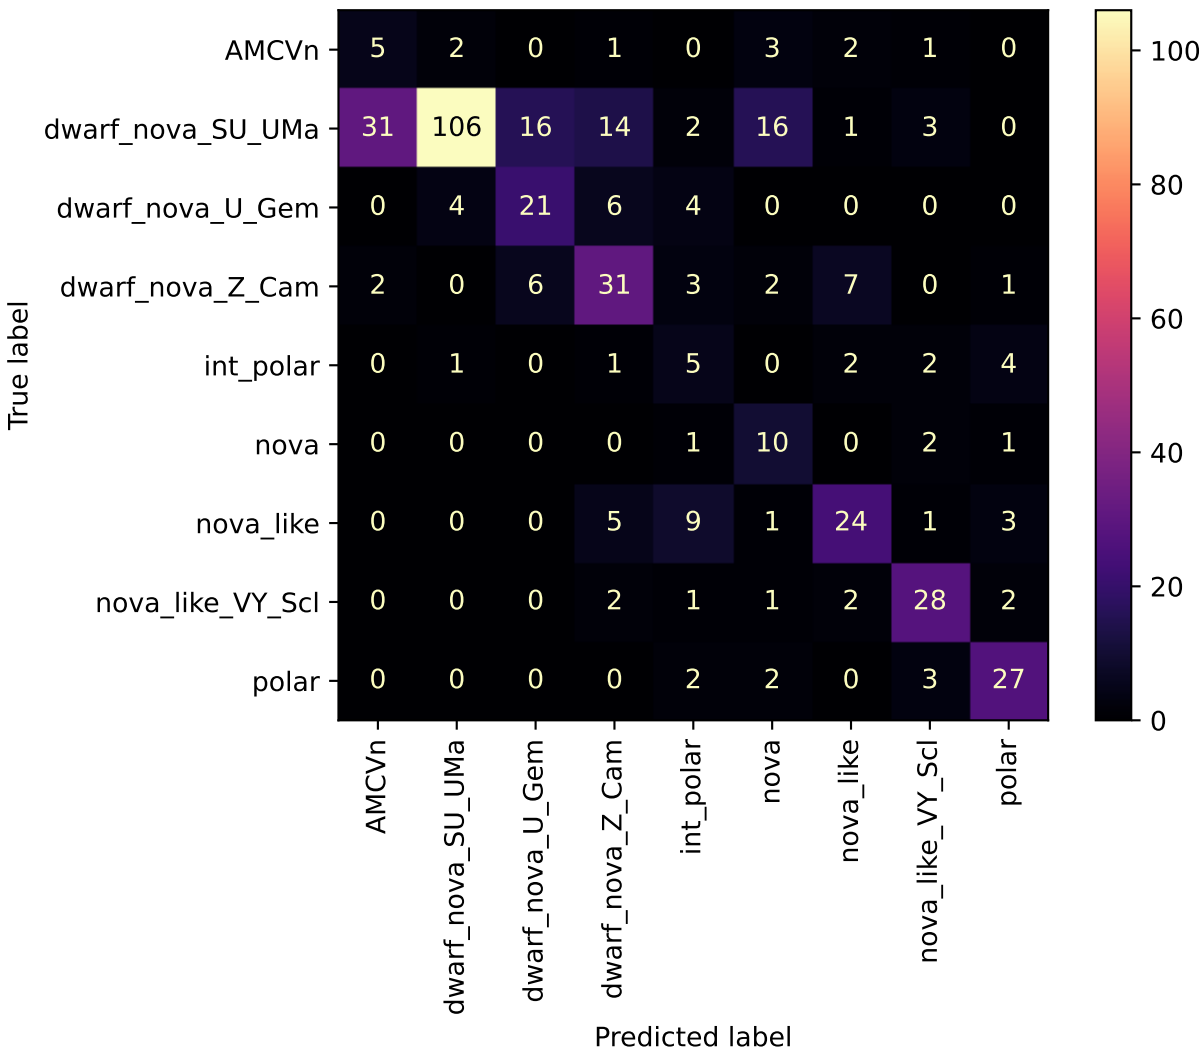 AMCVn 5 2 0 1 0 3 2 1 0
dwarf_nova_SU_UMa 31 106 16 14 2 16 1 3 0
dwarf_nova_U_Gem 0 4 21 6 4 0 0 0 0
dwarf_nova_Z_Cam 2 0 6 31 3 2 7 0 1
int_polar 0 1 0 1 5 0 2 2 4
nova 0 0 0 0 1 10 0 2 1
nova_like 0 0 0 5 9 1 24 1 3
nova_like_VY_Scl 0 0 0 2 1 1 2 28 2
polar 0 0 0 0 2 2 0 3 27
True label
AMCVn
dwarf_nova_SU_UMa
dwarf_nova_U_Gem
dwarf_nova_Z_Cam
int_polar
nova
nova_like
nova_like_VY_Scl
polar
Predicted label
100
80
60
40
20
0